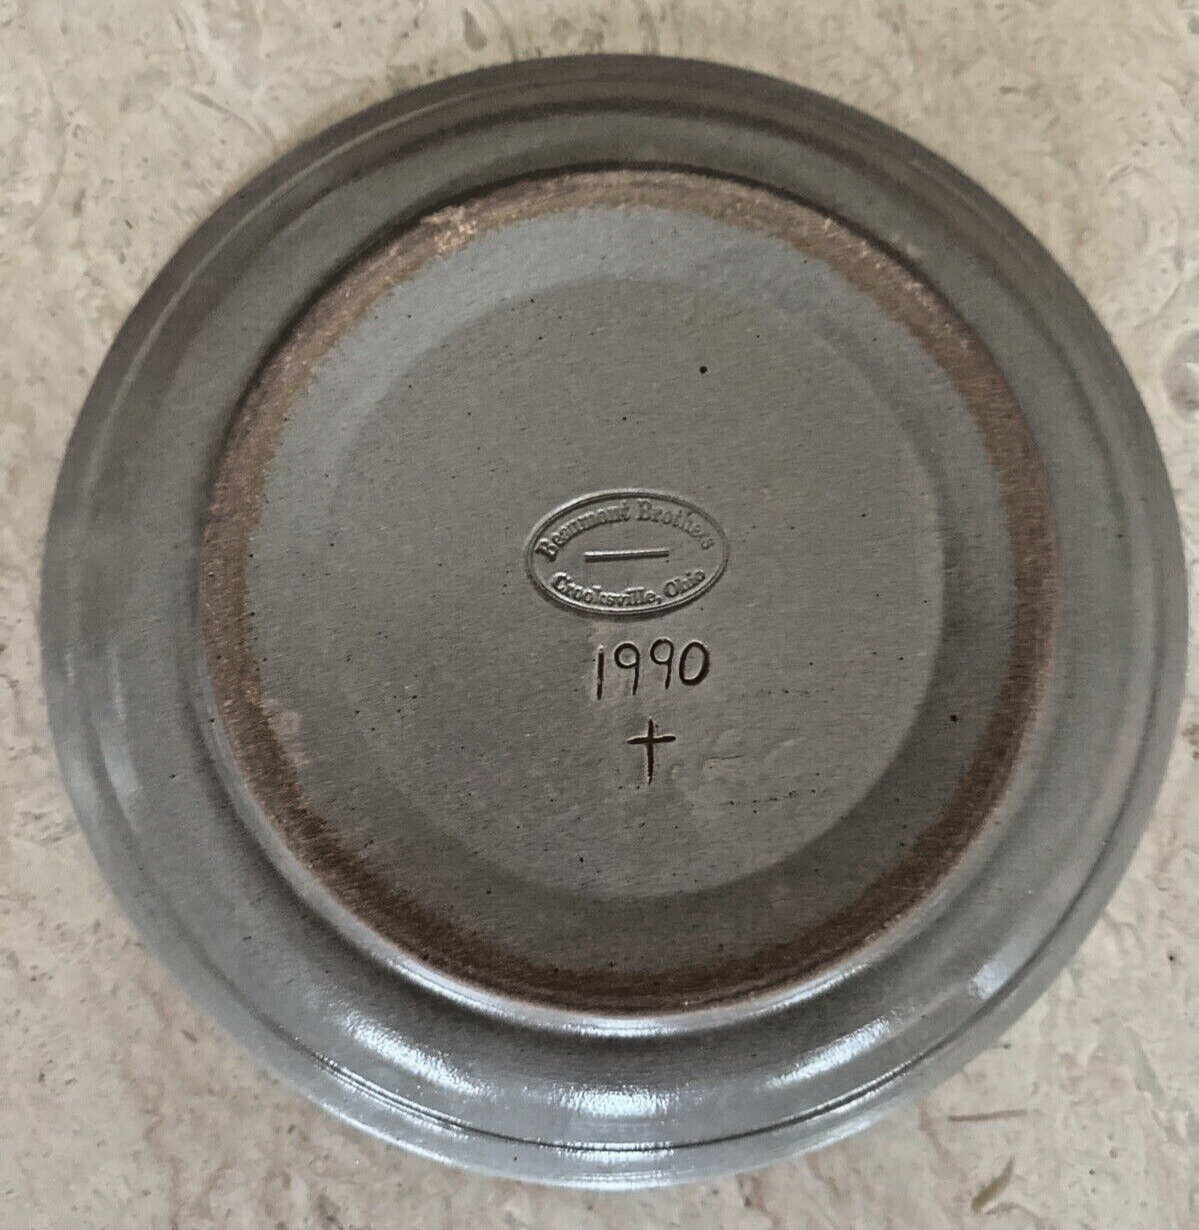 Beaumont Brothers
Crooksville, Ohio
1990
†